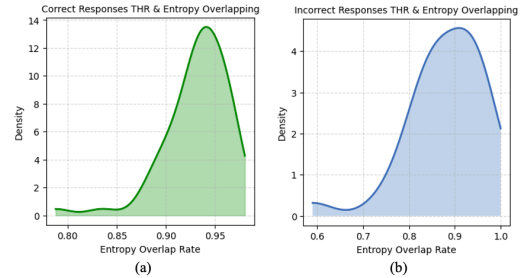 Correct Responses THR & Entropy Overlapping
14
12
10
8
6
4
2
0
Density
0.80 0.85 0.90 0.95
Entropy Overlap Rate
(a)
Incorrect Responses THR & Entropy Overlapping
4
3
2
1
0
Density
0.6 0.7 0.8 0.9 1.0
Entropy Overlap Rate
(b)